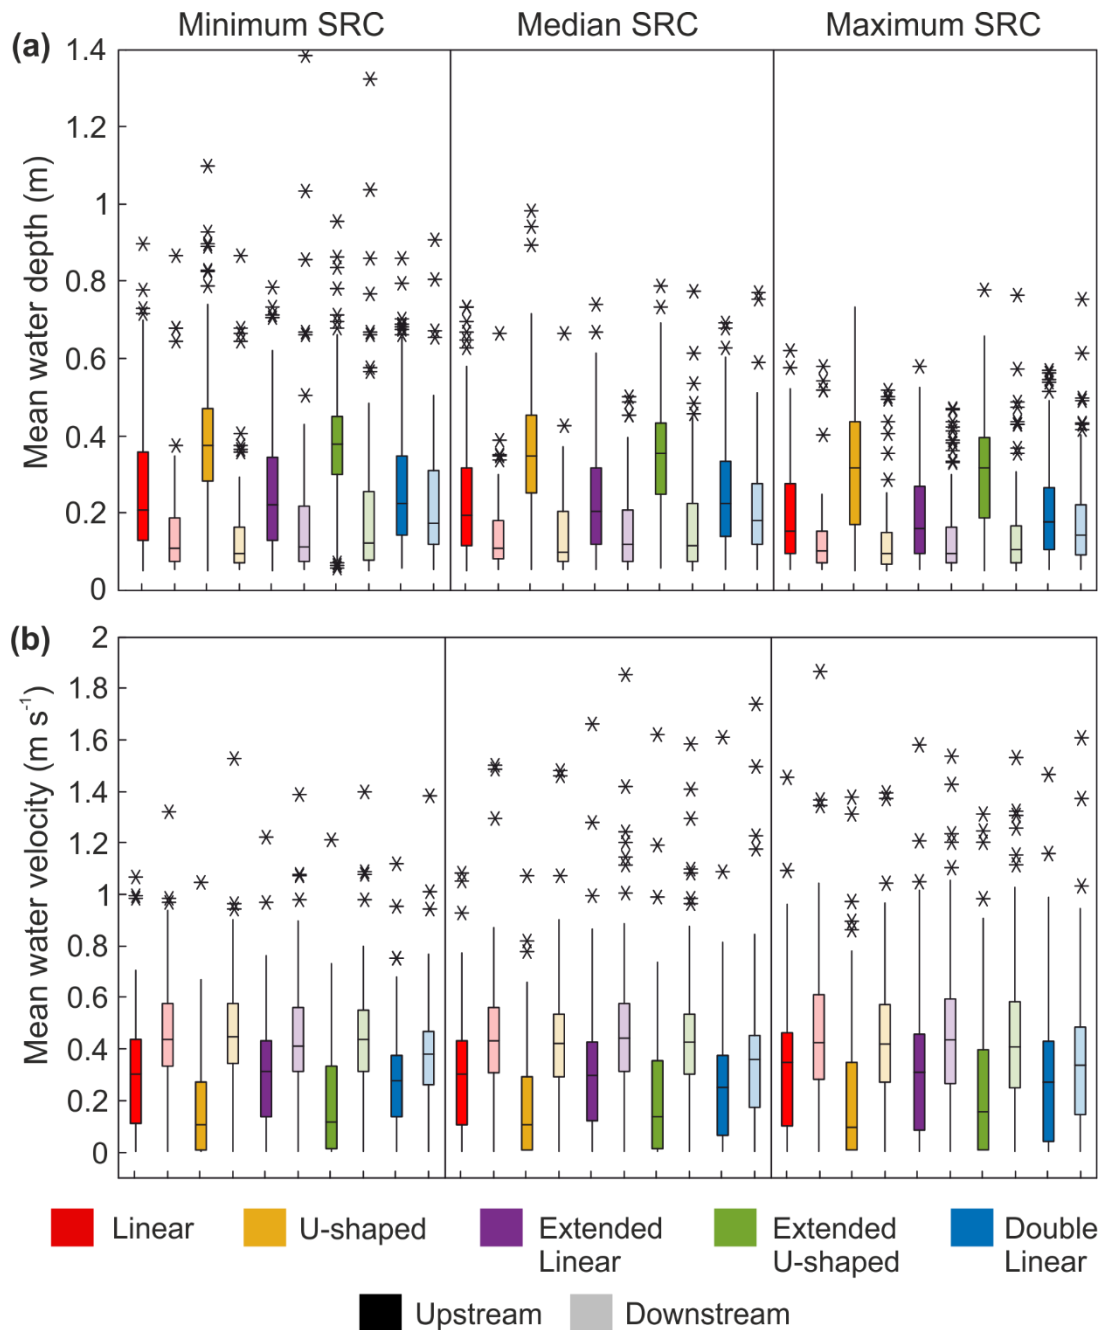 Minimum SRC Median SRC Maximum SRC
(a)
Mean water depth (m)
1.4
1.2
1
0.8
0.6
0.4
0.2
0
(b)
Mean water velocity (m s-1)
2
1.8
1.6
1.4
1.2
1
0.8
0.6
0.4
0.2
0
Linear U-shaped Extended Extended Double
Linear U-shaped Linear
Upstream Downstream